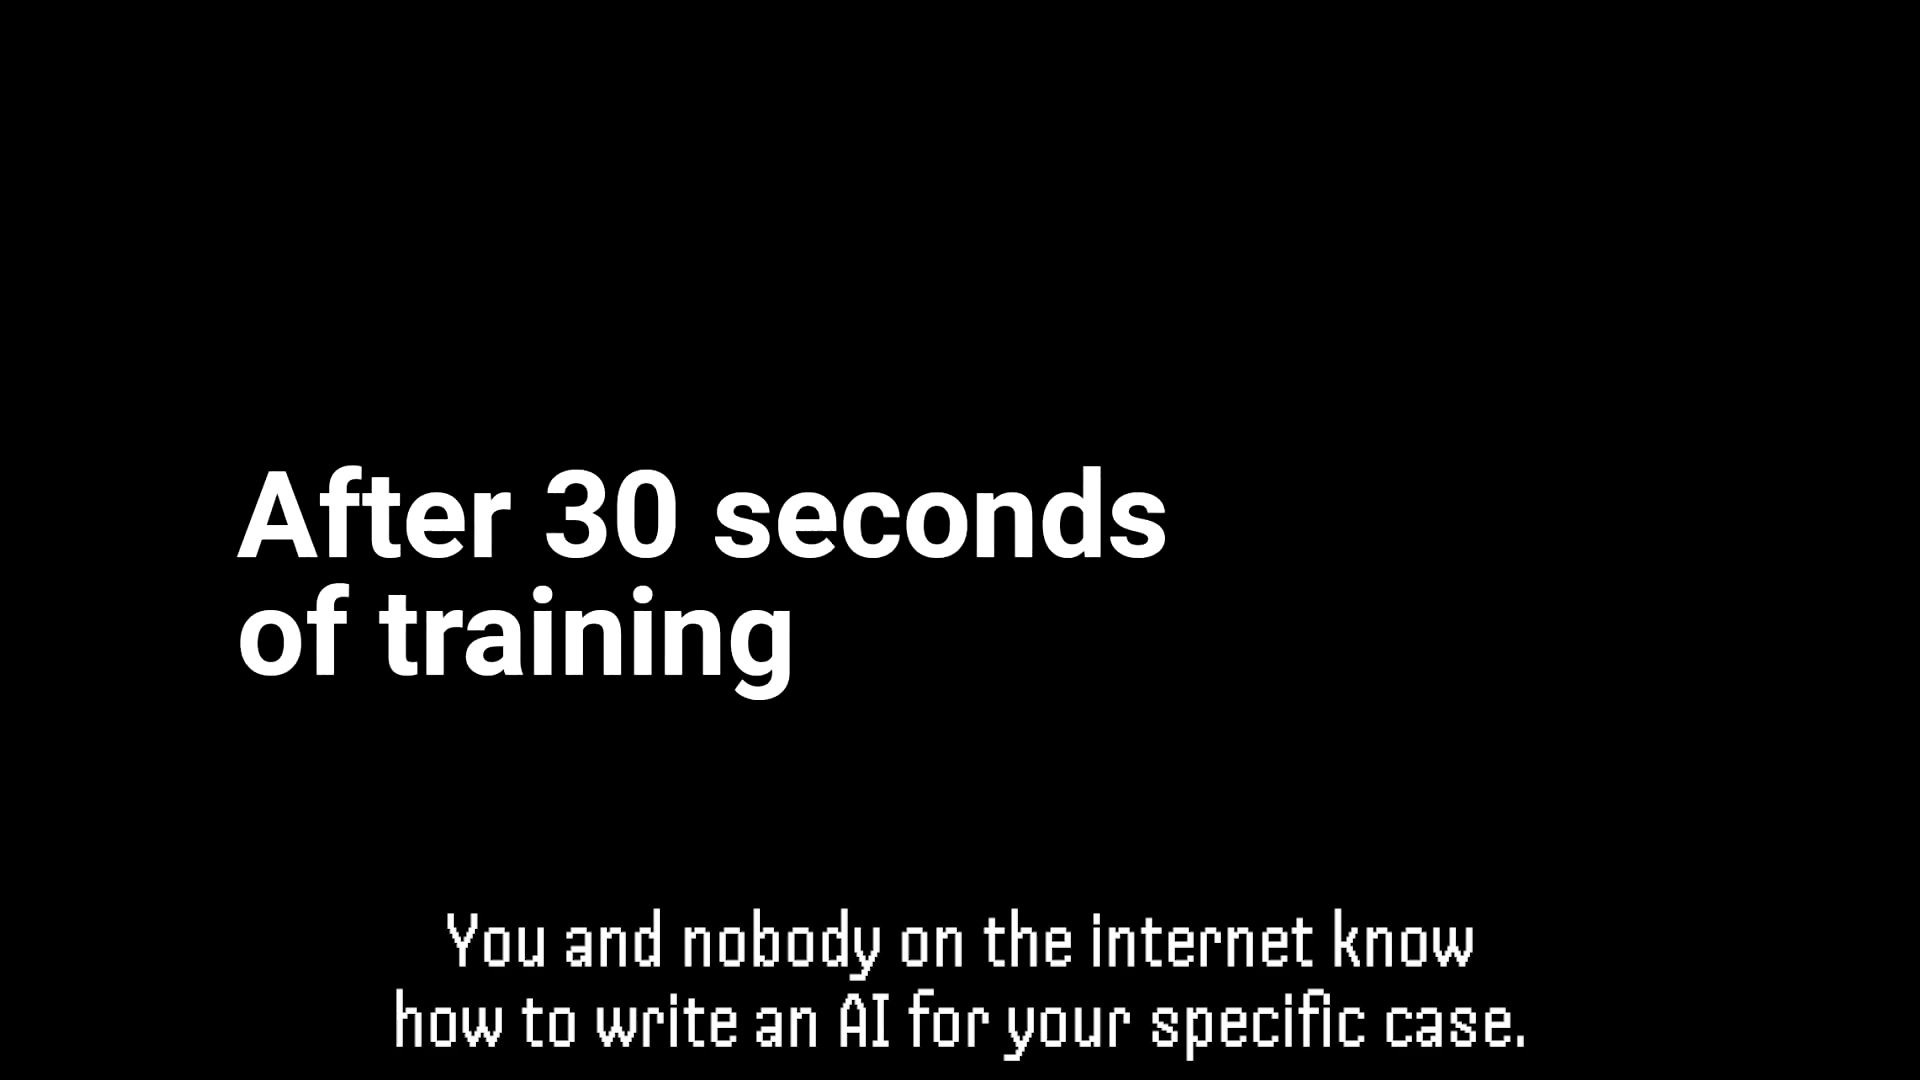 After 30 seconds
of training
You and nobody on the internet know
how to write an AI for your specific case.